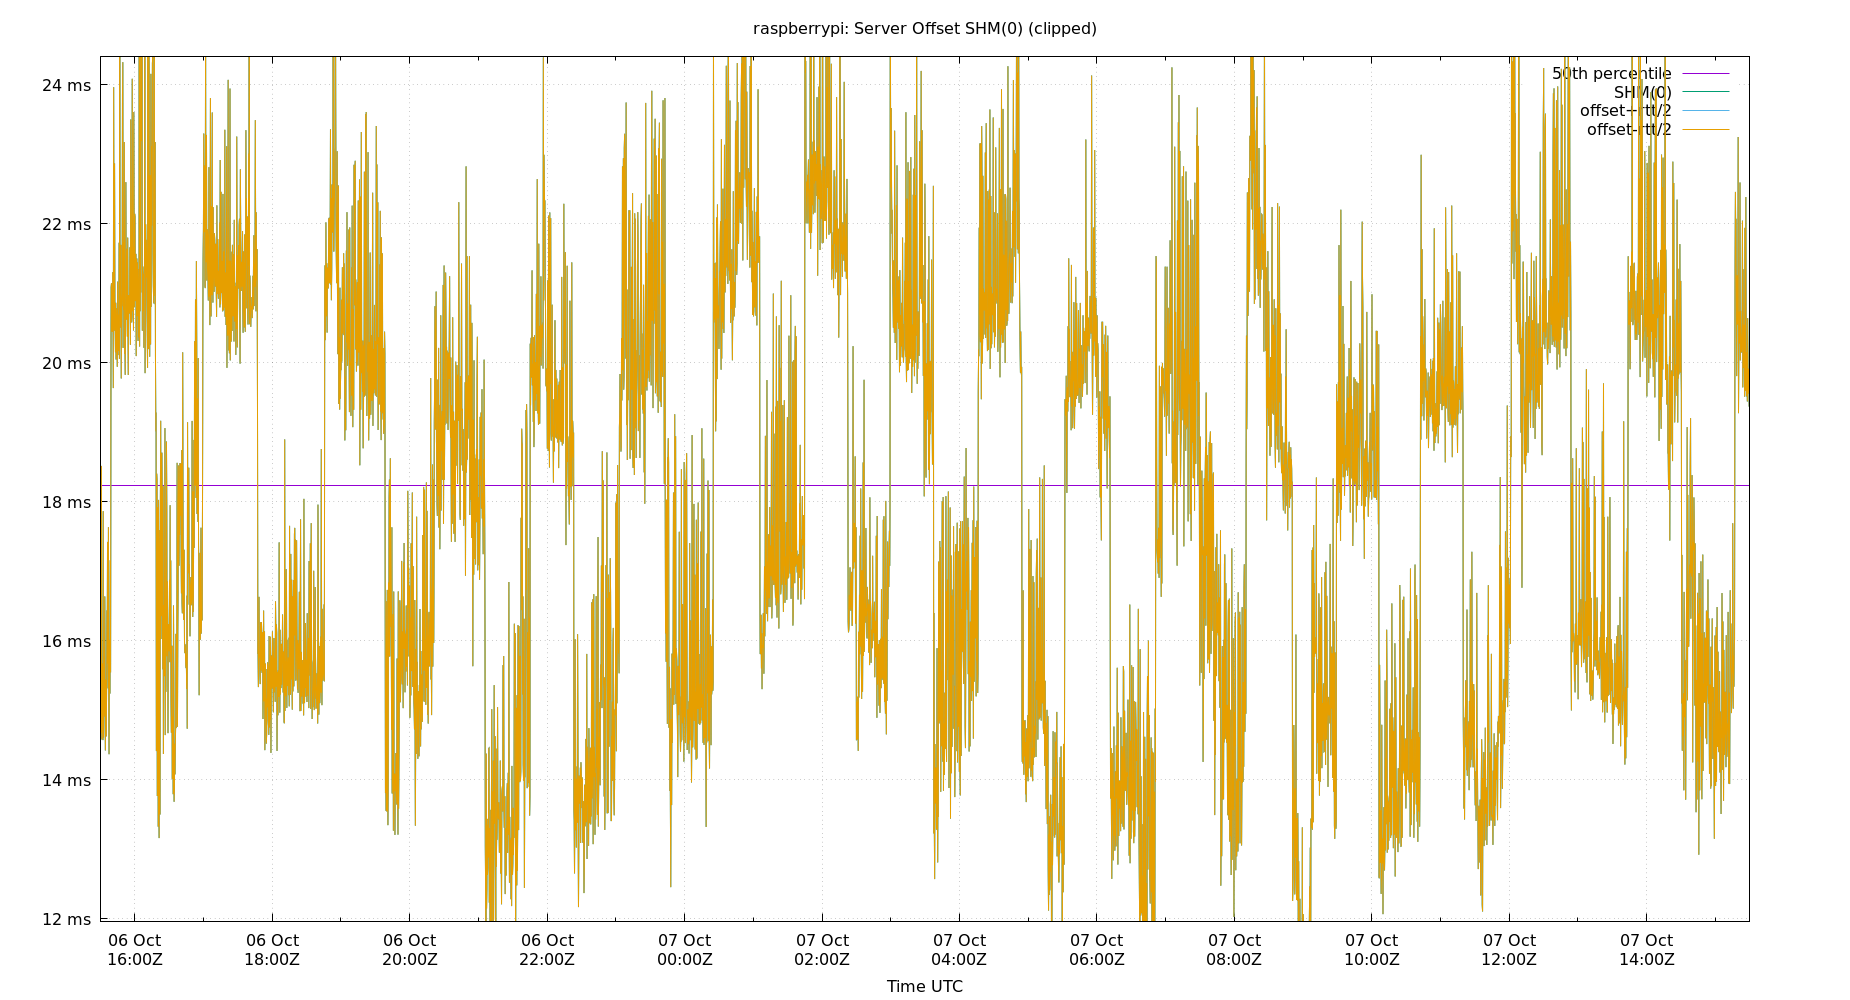 raspberrypi: Server Offset SHM(0) (clipped)
50th percentile
SHM(0)
offset+rtt/2
offset-rtt/2
24 ms
22 ms
20 ms
18 ms
16 ms
14 ms
12 ms
06 Oct 06 Oct 06 Oct 06 Oct 07 Oct 07 Oct 07 Oct 07 Oct 07 Oct 07 Oct 07 Oct 07 Oct
16:00Z 18:00Z 20:00Z 22:00Z 00:00Z 02:00Z 04:00Z 06:00Z 08:00Z 10:00Z 12:00Z 14:00Z
Time UTC